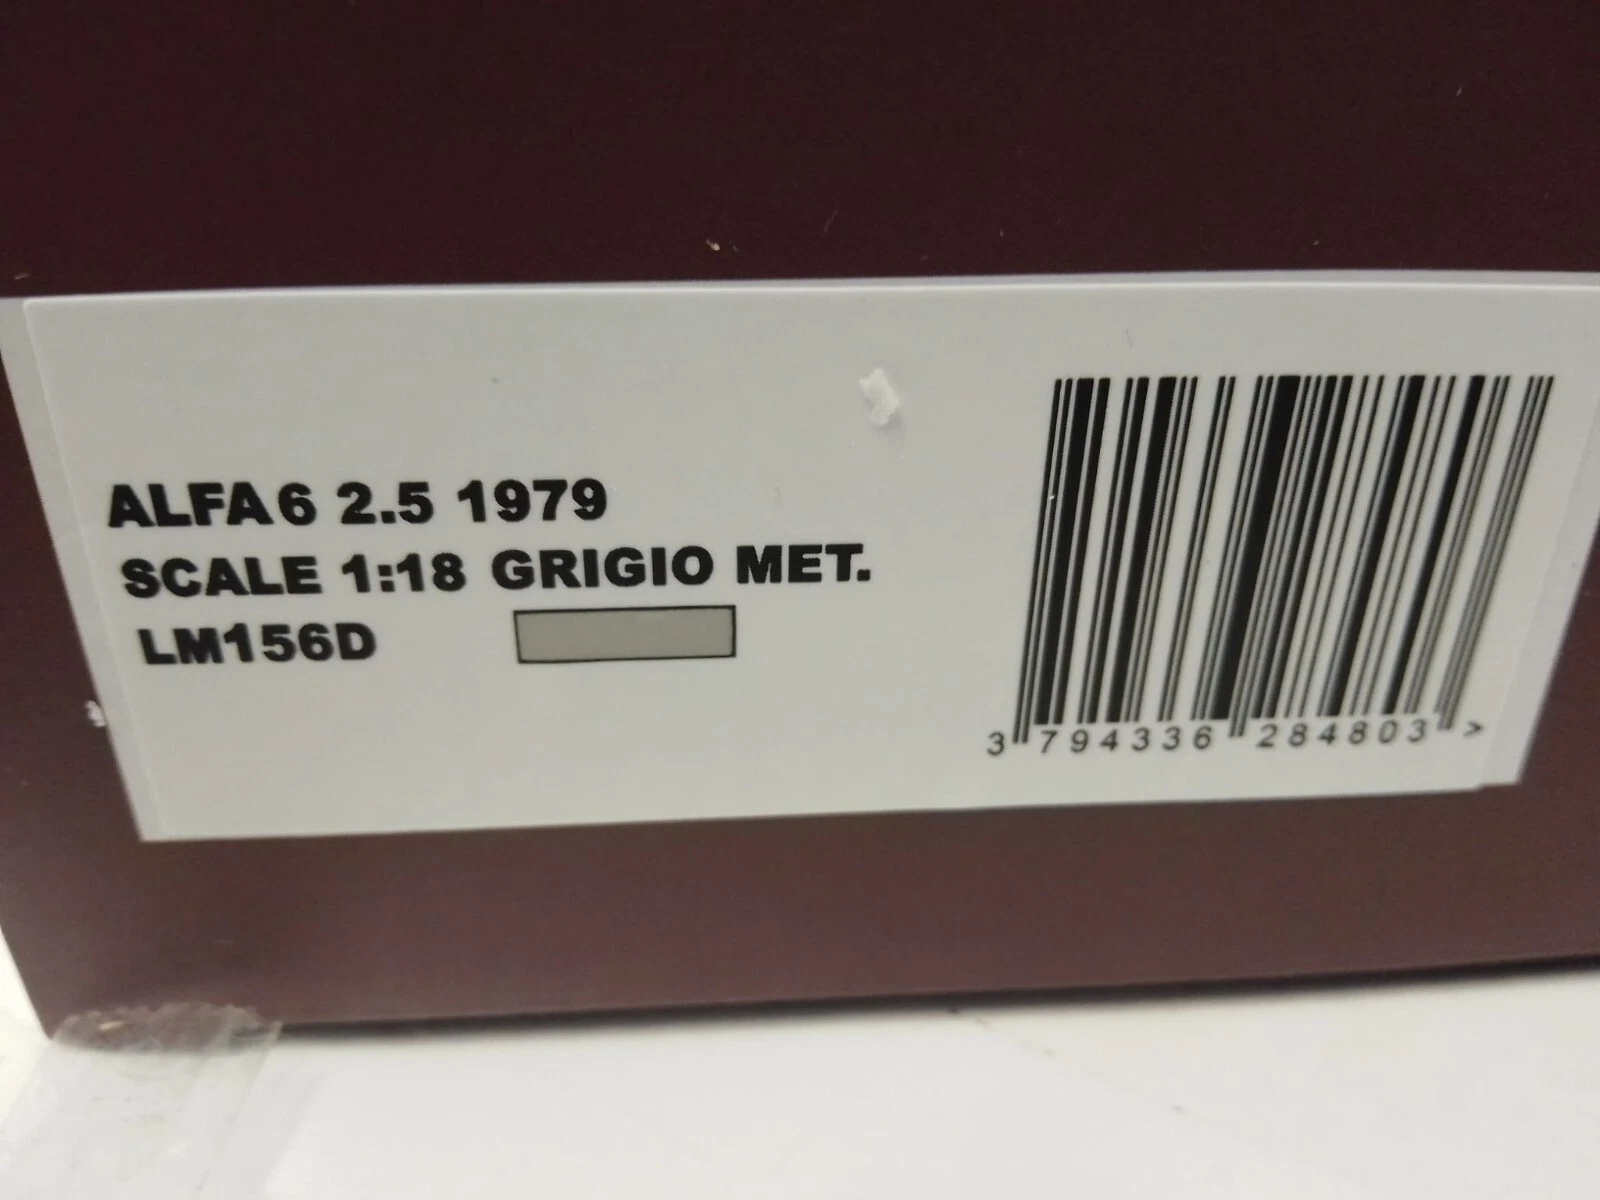 ALFA6 2.5 1979
SCALE 1:18 GRIGIO MET.
LM156D
3 794336 284803 >